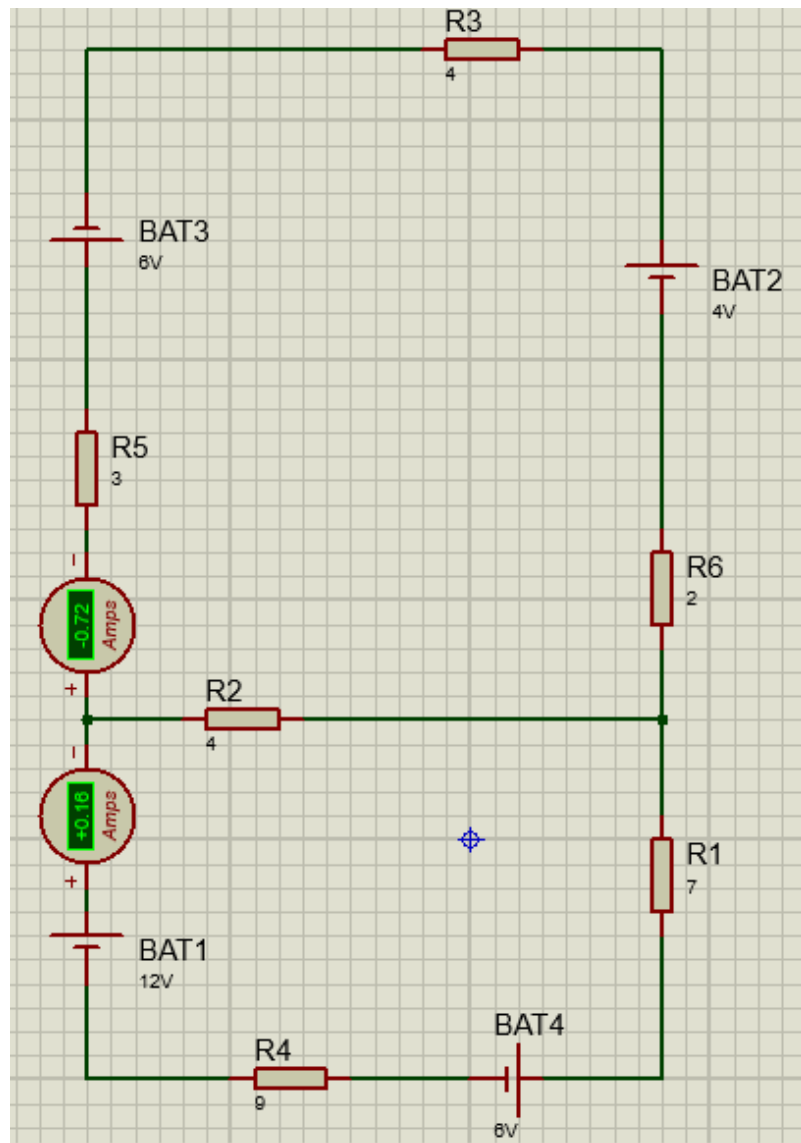 R3
4
BAT3
6V
BAT2
4V
R5
3
R6
2
-
-0.72
Amps
+
R2
4
-
+0.16
Amps
+
R1
7
BAT1
12V
BAT4
R4
9
6V